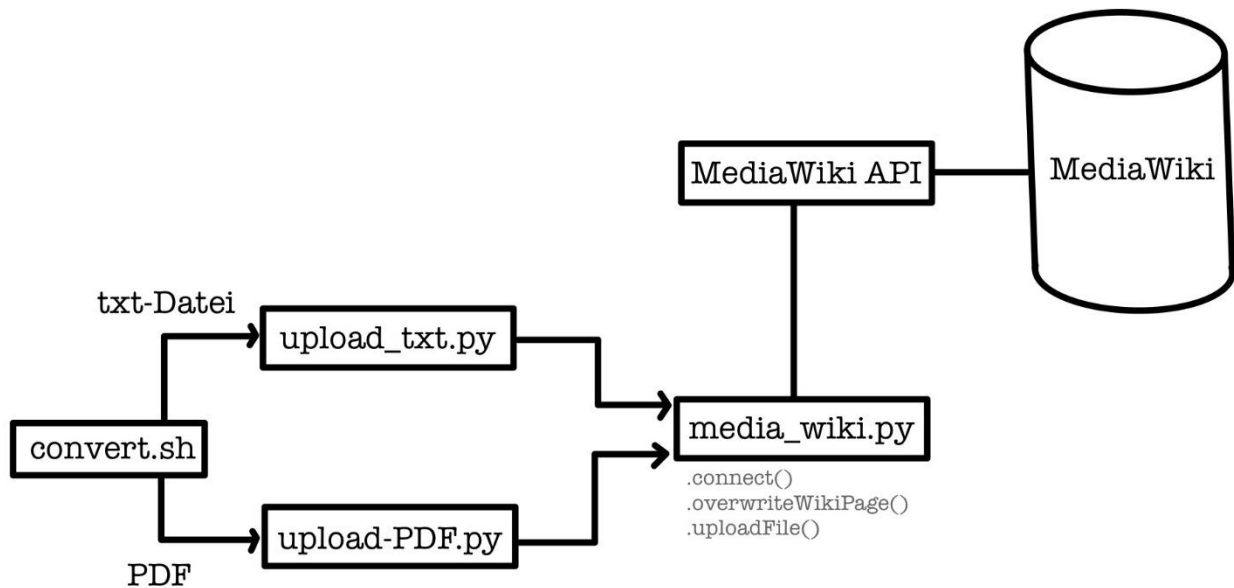 MediaWiki
MediaWiki API
txt-Datei
upload_txt.py
convert.sh
media_wiki.py
.connect()
.overwriteWikiPage()
.uploadFile()
upload-PDF.py
PDF